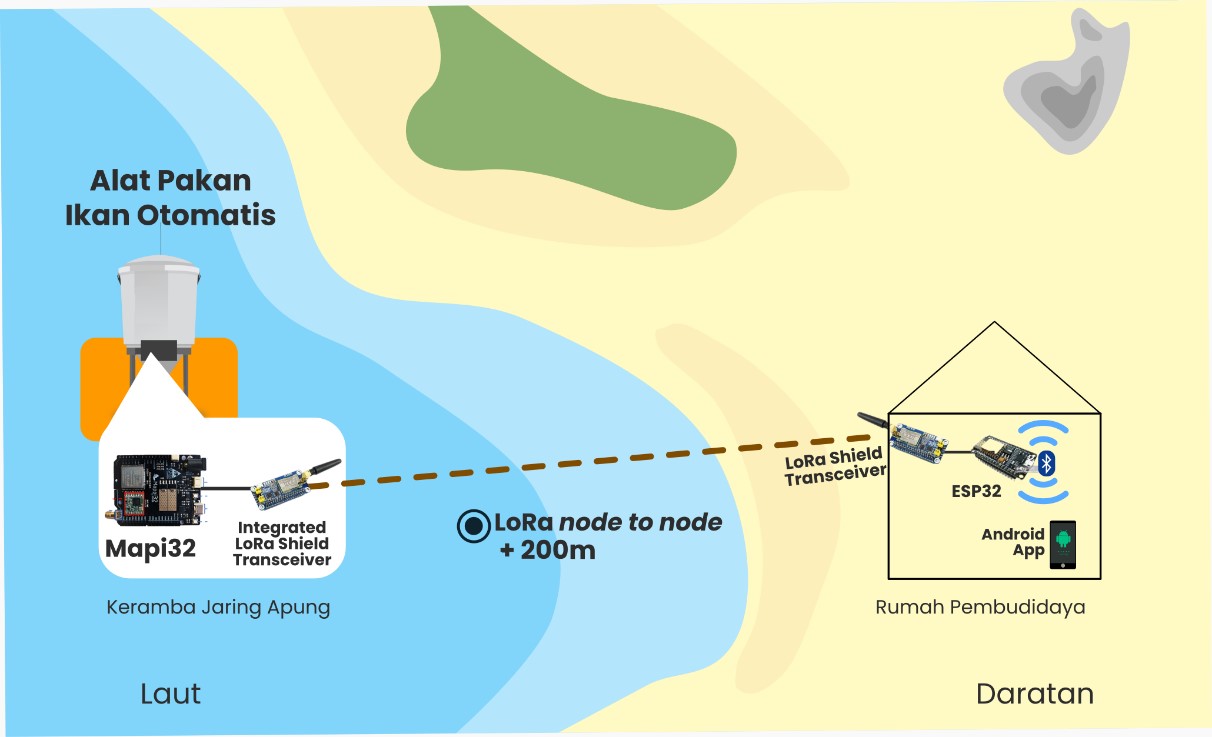 Alat Pakan
Ikan Otomatis
Mapi32
Integrated
LoRa Shield
Transceiver
LoRa node to node
+ 200m
LoRa Shield
Transceiver
ESP32
Android
App
Keramba Jaring Apung
Rumah Pembudidaya
Laut
Daratan